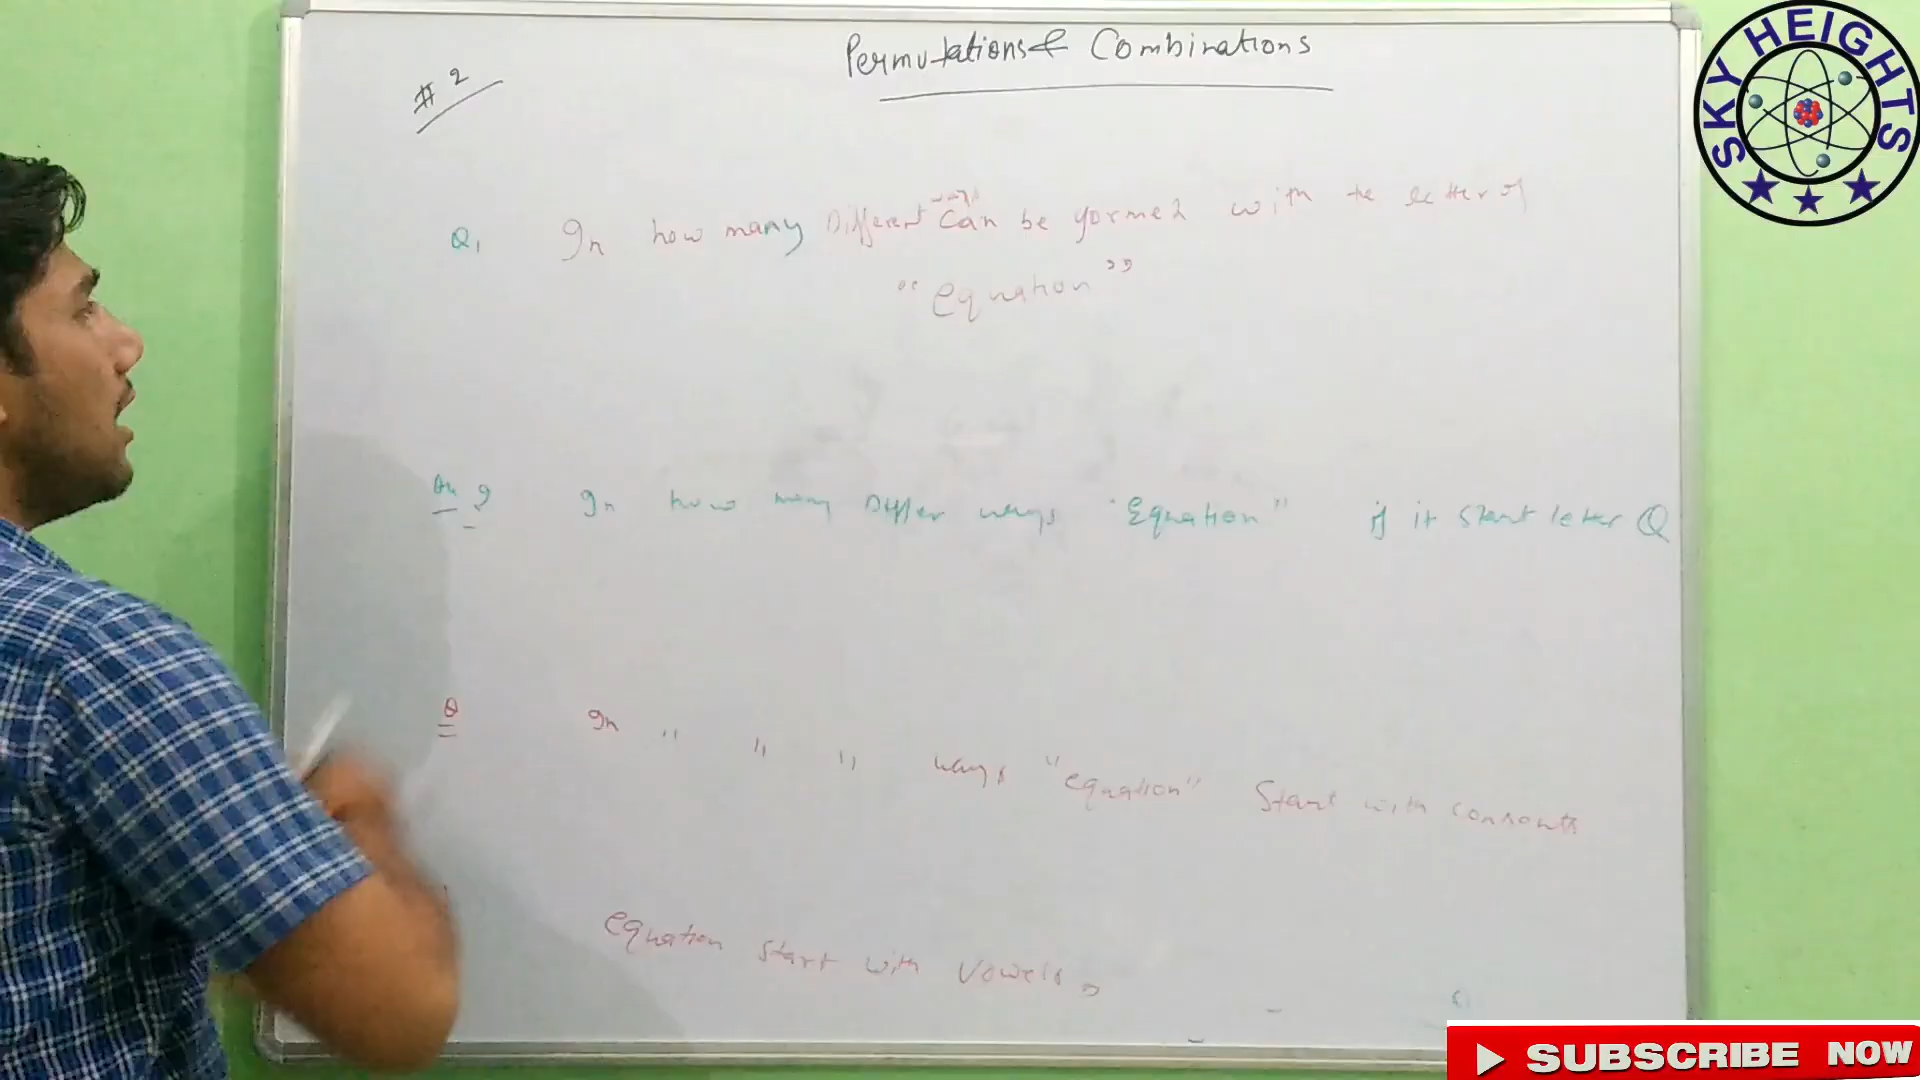 Permutations & Combinations
# 2
SKY HEIGHTS
ways
Q1 In how many Different can be formed with the letter of
"equation"
Qn 2 In how many Differ ways "Equation" if it start letter Q
Q In " " " ways "equation" start with
equation start with vowels
SUBSCRIBE NOW